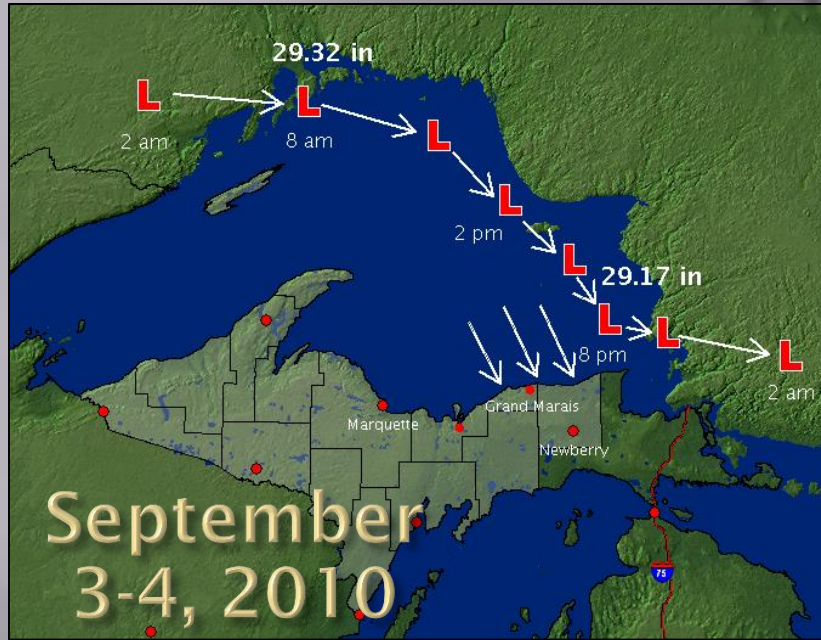 29.32 in
L
L
2 am
8 am
L
L
2 pm
L
29.17 in
L
L
8 pm
L
2 am
Grand Marais
Marquette
Newberry
September
3-4, 2010
75